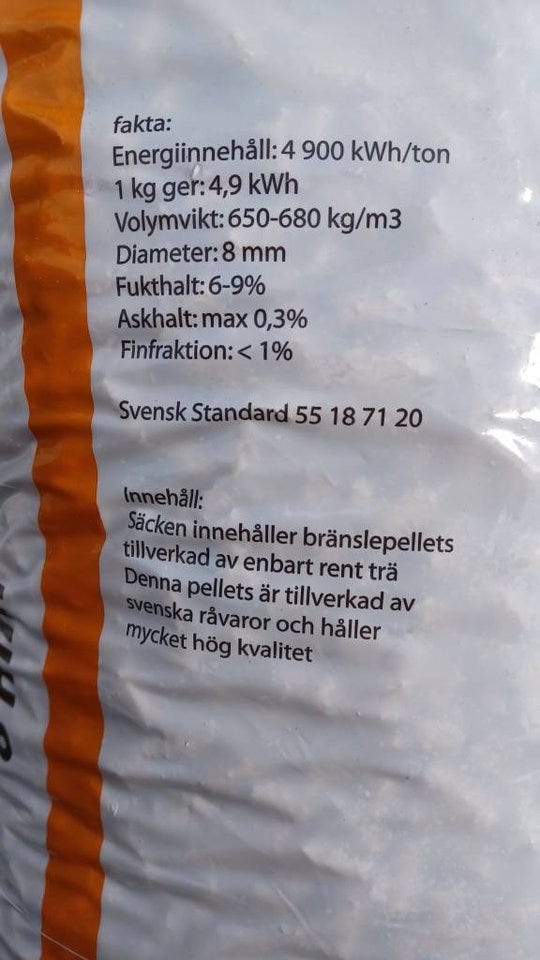 fakta:
Energiinnehåll: 4 900 kWh/ton
1 kg ger: 4,9 kWh
Volymvikt: 650-680 kg/m3
Diameter: 8 mm
Fukthalt: 6-9%
Askhalt: max 0,3%
Finfraktion: < 1%
Svensk Standard 55 18 71 20
Innehåll:
Säcken innehåller bränslepellets
tillverkad av enbart rent trä
Denna pellets är tillverkad av
svenska råvaror och håller
mycket hög kvalitet